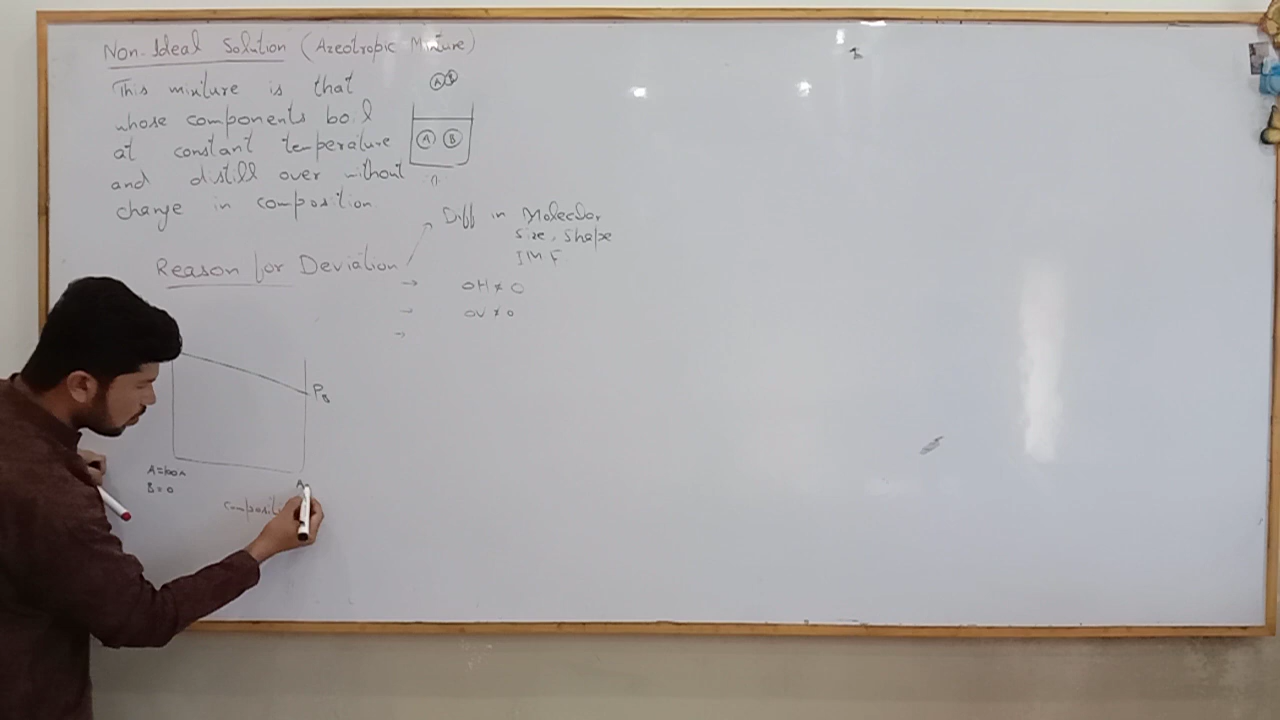 Non-Ideal Solution (Azeotropic Mixture)
This mixture is that
whose components boil
at constant temperature
and distill over without
change in composition
A B
A B
Reason for Deviation
→ Diff in Molecular
size, shape
IMF
→ ΔH ≠ 0
→ ΔV ≠ 0
→
P_B
A=100%
B=0
A=